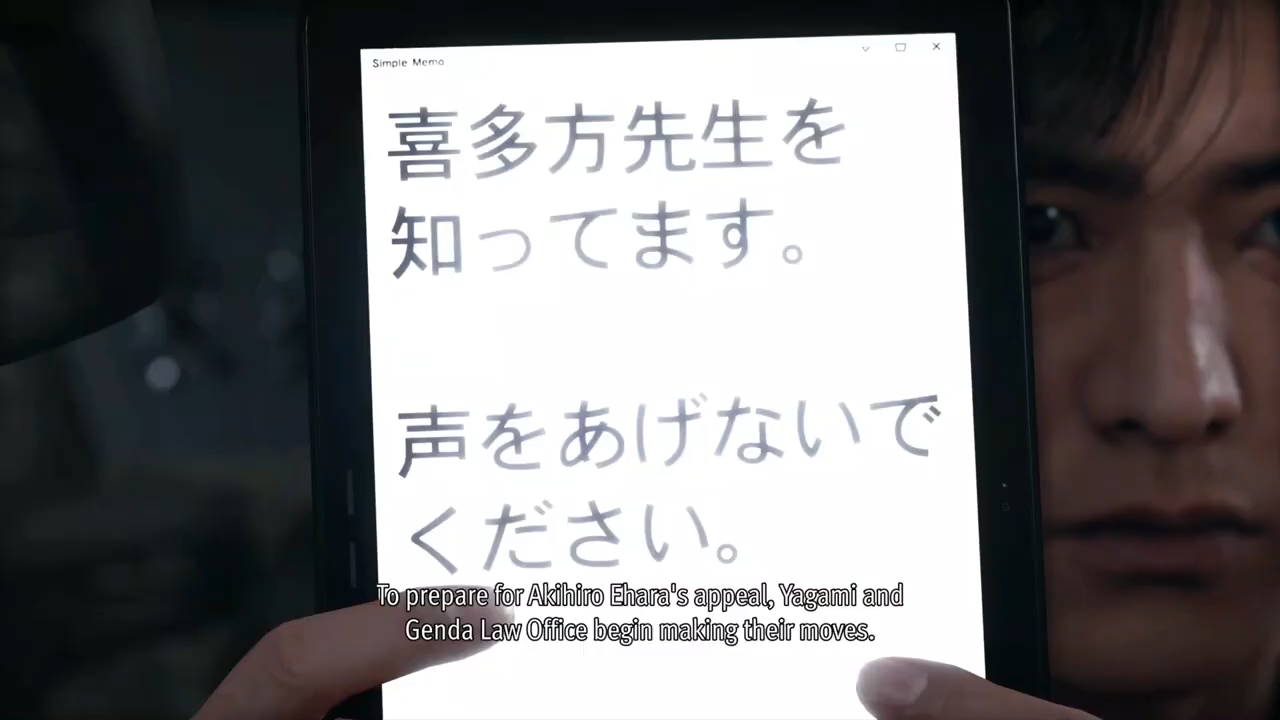 Simple Memo
喜多方先生を
知ってます。
声をあげないで
ください。
To prepare for Akihiro Ehara's appeal, Yagami and
Genda Law Office begin making their moves.